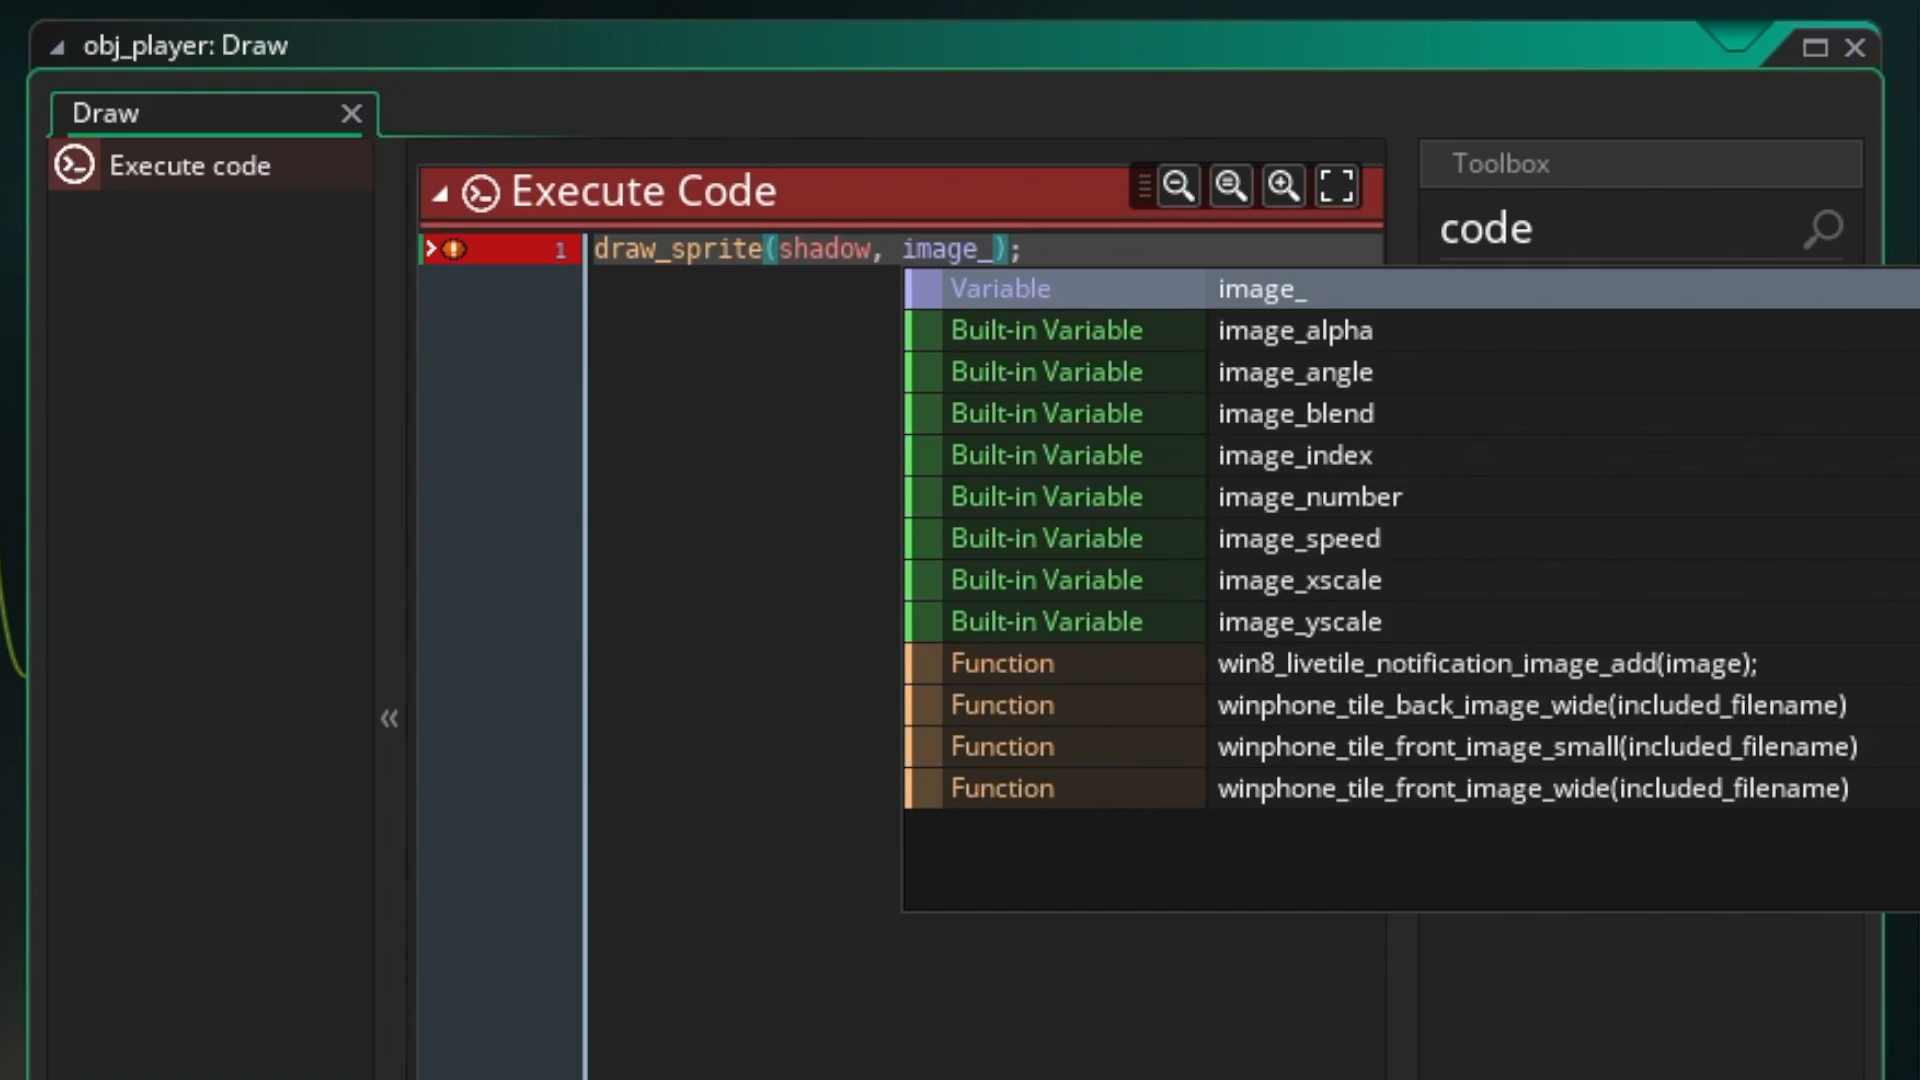 obj_player: Draw
Draw
Execute code
Execute Code
Toolbox
code
1 draw_sprite(shadow, image_);
Variable image_
Built-in Variable image_alpha
Built-in Variable image_angle
Built-in Variable image_blend
Built-in Variable image_index
Built-in Variable image_number
Built-in Variable image_speed
Built-in Variable image_xscale
Built-in Variable image_yscale
Function win8_livetile_notification_image_add(image);
Function winphone_tile_back_image_wide(included_filename)
Function winphone_tile_front_image_small(included_filename)
Function winphone_tile_front_image_wide(included_filename)